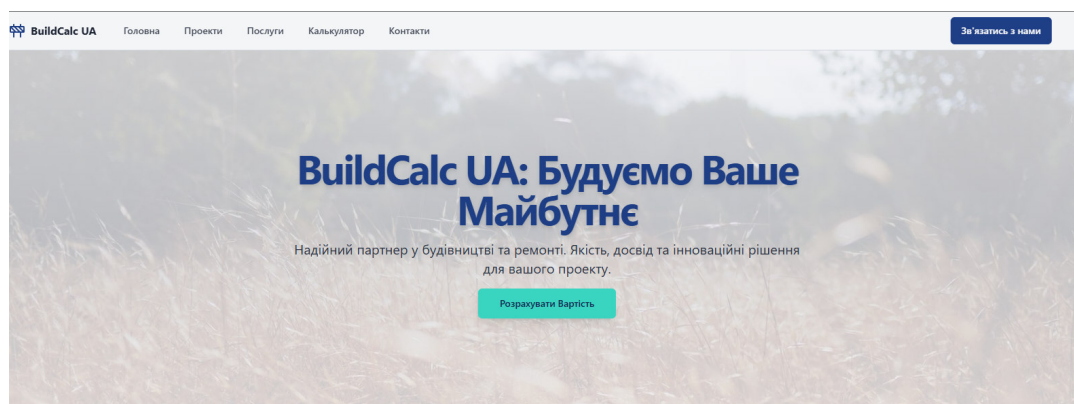 BuildCalc UA Головна Проекти Послуги Калькулятор Контакти Зв'язатись з нами
BuildCalc UA: Будуємо Ваше
Майбутнє
Надійний партнер у будівництві та ремонті. Якість, досвід та інноваційні рішення
для вашого проекту.
Розрахувати Вартість